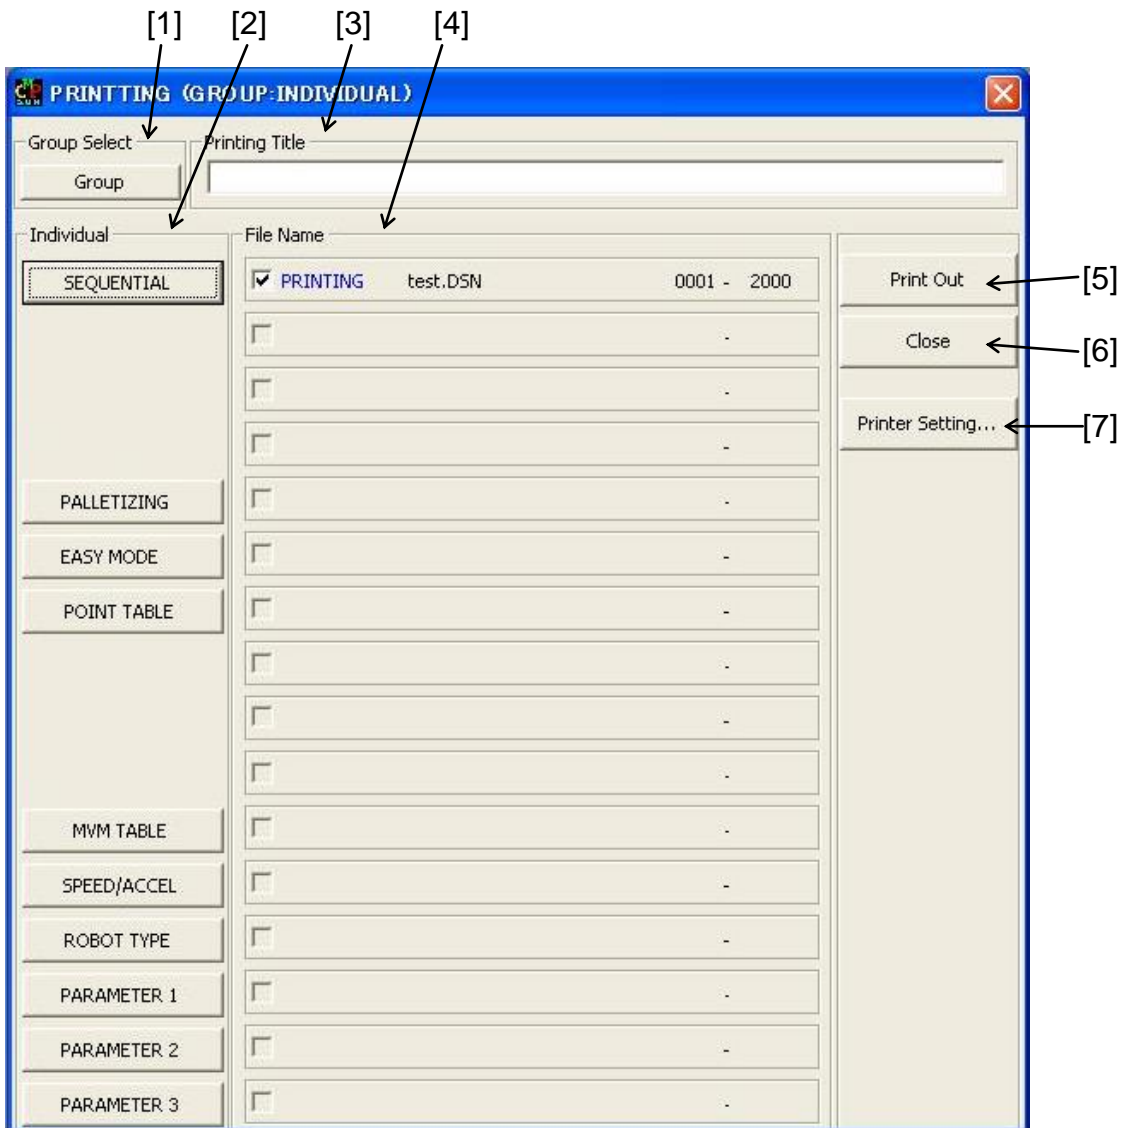 [1] [2] [3] [4]
PRINTTING (GROUP:INDIVIDUAL)
Group Select Printing Title
Group
Individual File Name
SEQUENTIAL PRINTING test.DSN 0001 - 2000 Print Out [5]
- Close [6]
-
- Printer Setting... [7]
PALLETIZING -
EASY MODE -
POINT TABLE -
-
-
-
MVM TABLE -
SPEED/ACCEL -
ROBOT TYPE -
PARAMETER 1 -
PARAMETER 2 -
PARAMETER 3 -